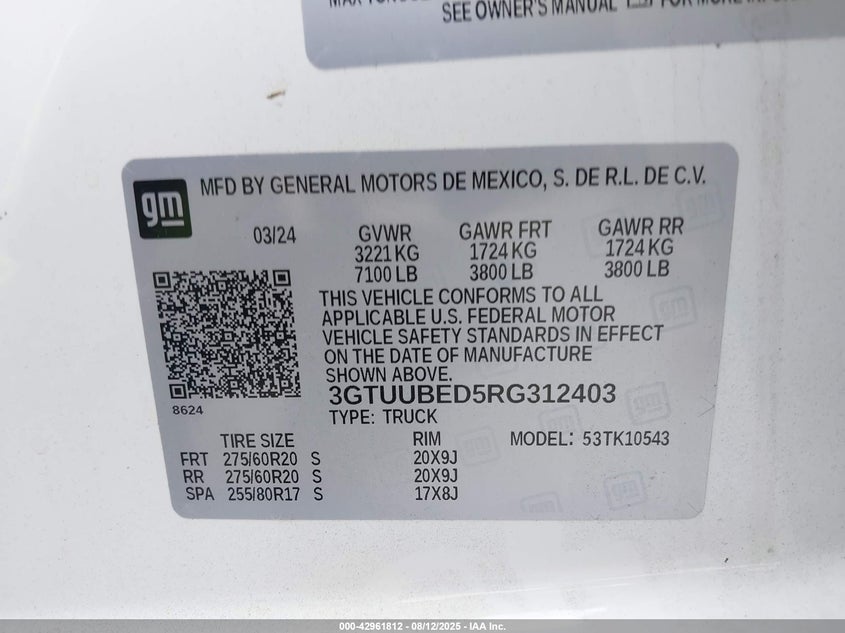 SEE OWNER'S MANUAL FOR MORE
gm
MFD BY GENERAL MOTORS DE MEXICO, S. DE R.L. DE C.V.
03/24 GVWR GAWR FRT GAWR RR
3221 KG 1724 KG 1724 KG
7100 LB 3800 LB 3800 LB
THIS VEHICLE CONFORMS TO ALL
APPLICABLE U.S. FEDERAL MOTOR
VEHICLE SAFETY STANDARDS IN EFFECT
ON THE DATE OF MANUFACTURE
SHOWN ABOVE.
3GTUUBED5RG312403
8624
TYPE: TRUCK
TIRE SIZE RIM MODEL: 53TK10543
FRT 275/60R20 S 20X9J
RR 275/60R20 S 20X9J
SPA 255/80R17 S 17X8J
000-42961812 - 08/12/2025 - IAA Inc.